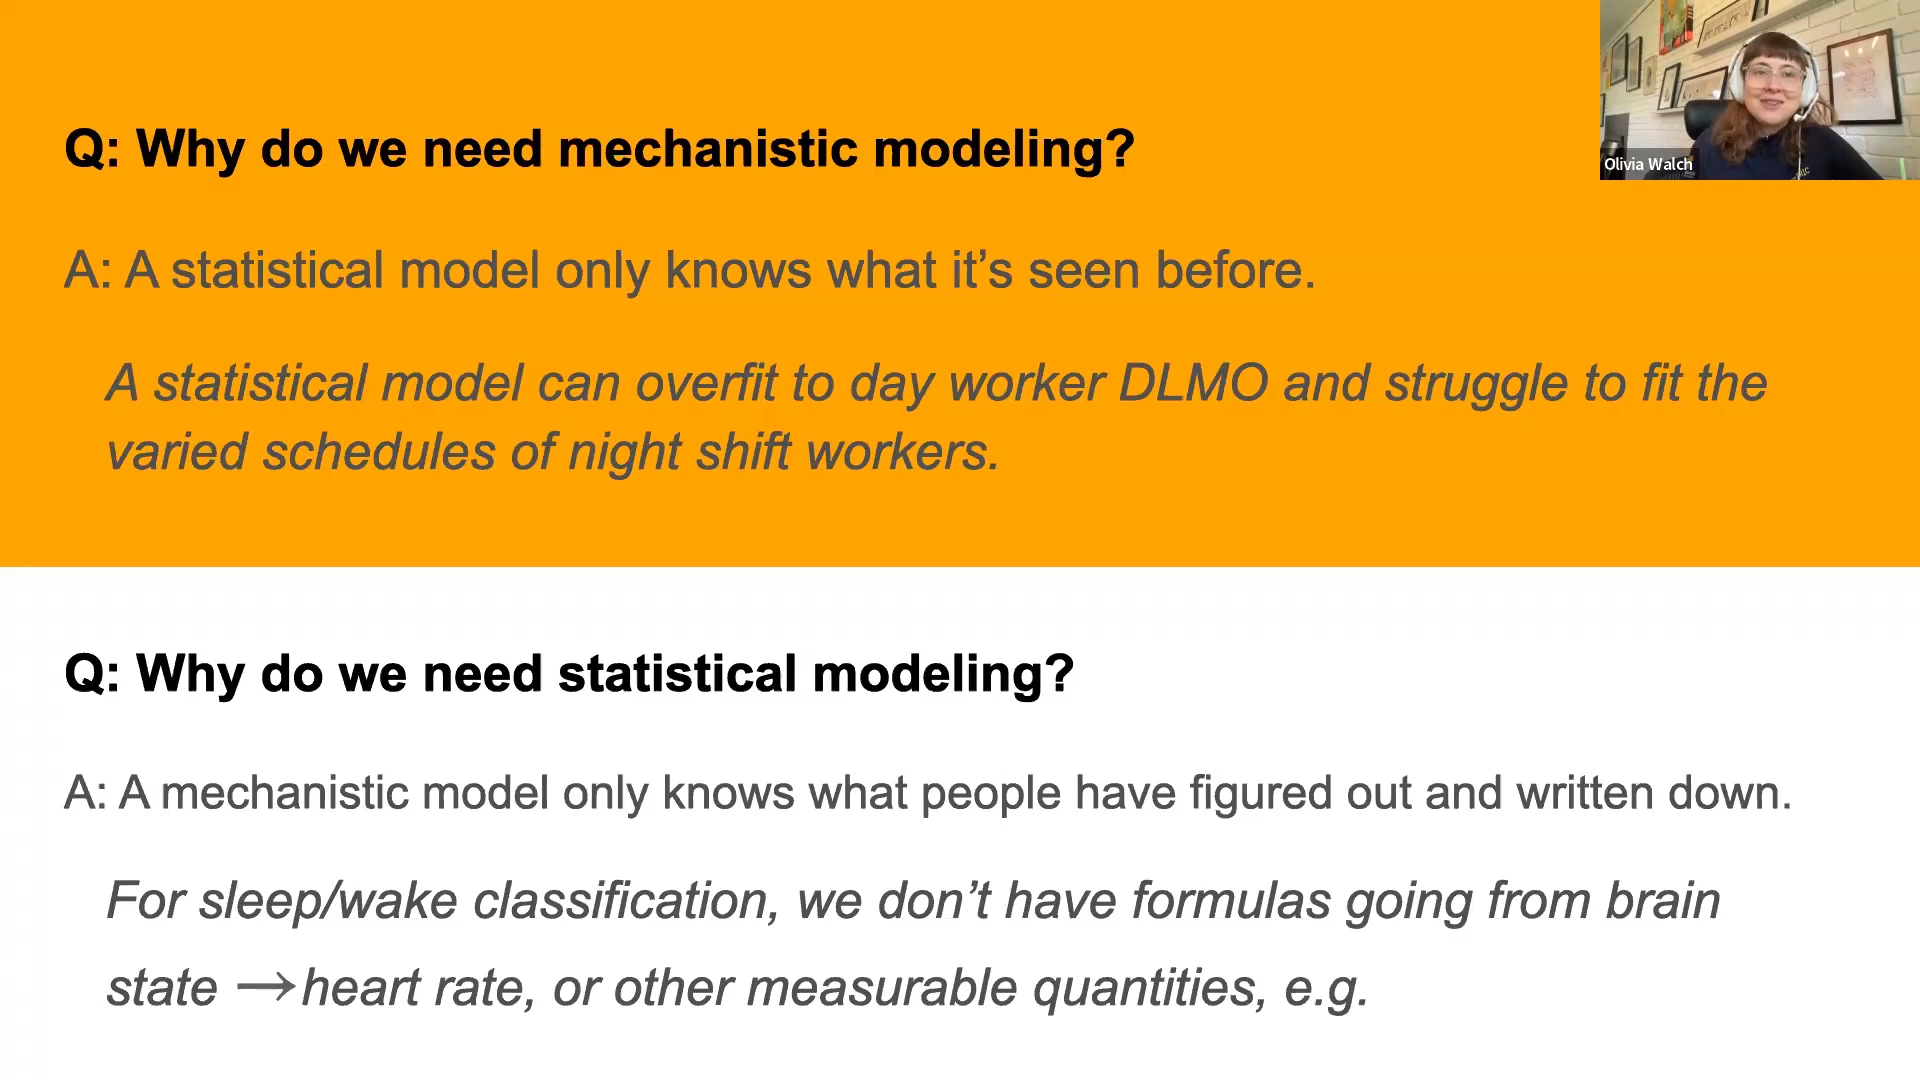 Q: Why do we need mechanistic modeling?
Olivia Walch
A: A statistical model only knows what it’s seen before.
A statistical model can overfit to day worker DLMO and struggle to fit the
varied schedules of night shift workers.
Q: Why do we need statistical modeling?
A: A mechanistic model only knows what people have figured out and written down.
For sleep/wake classification, we don’t have formulas going from brain
state → heart rate, or other measurable quantities, e.g.